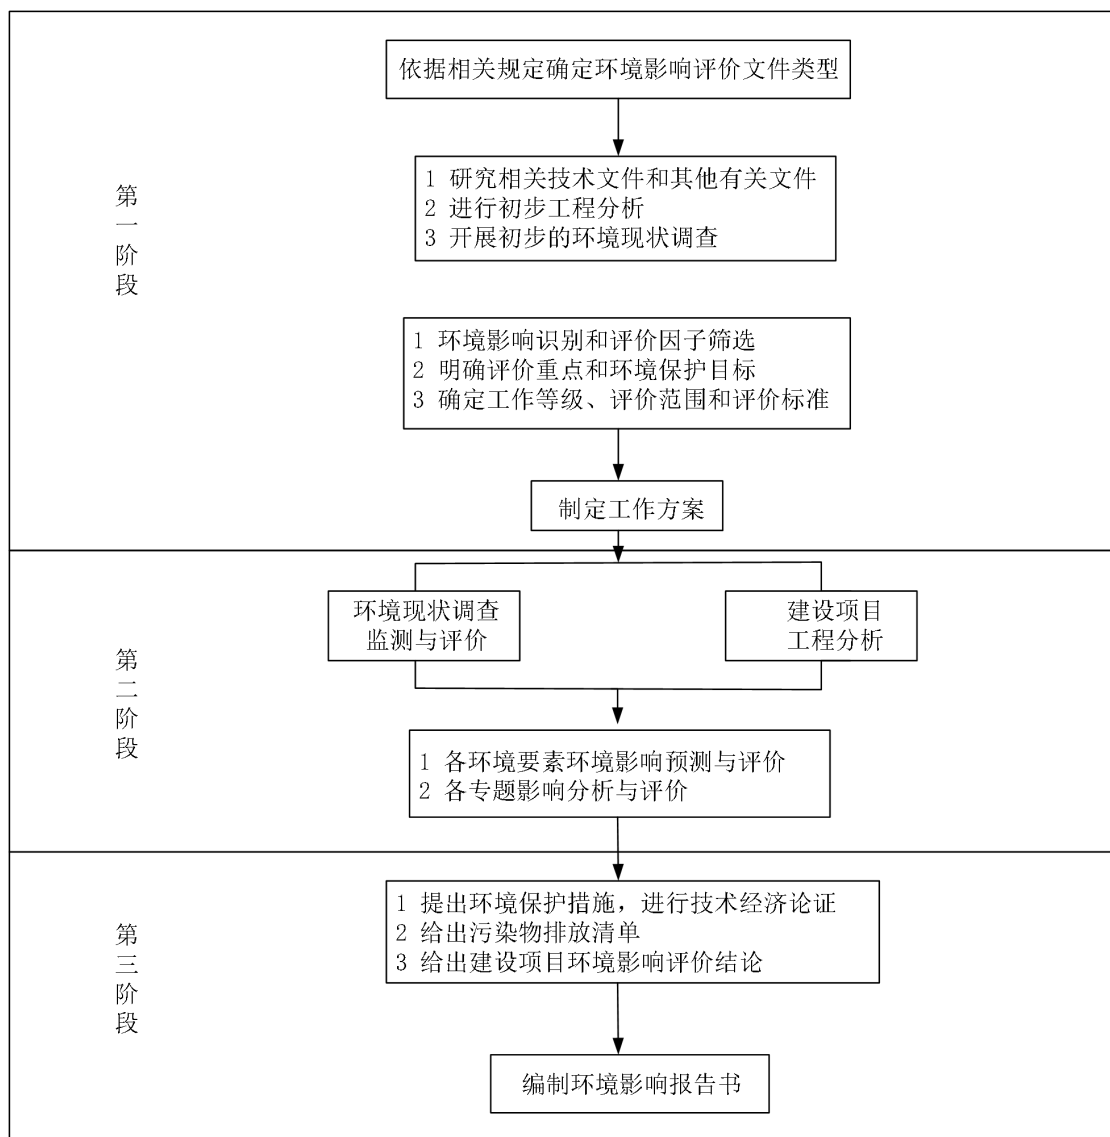 依据相关规定确定环境影响评价文件类型
1 研究相关技术文件和其他有关文件
2 进行初步工程分析
3 开展初步的环境现状调查
第一阶段
1 环境影响识别和评价因子筛选
2 明确评价重点和环境保护目标
3 确定工作等级、评价范围和评价标准
制定工作方案
环境现状调查
监测与评价
建设项目
工程分析
第二阶段
1 各环境要素环境影响预测与评价
2 各专题影响分析与评价
1 提出环境保护措施，进行技术经济论证
2 给出污染物排放清单
3 给出建设项目环境影响评价结论
第三阶段
编制环境影响报告书